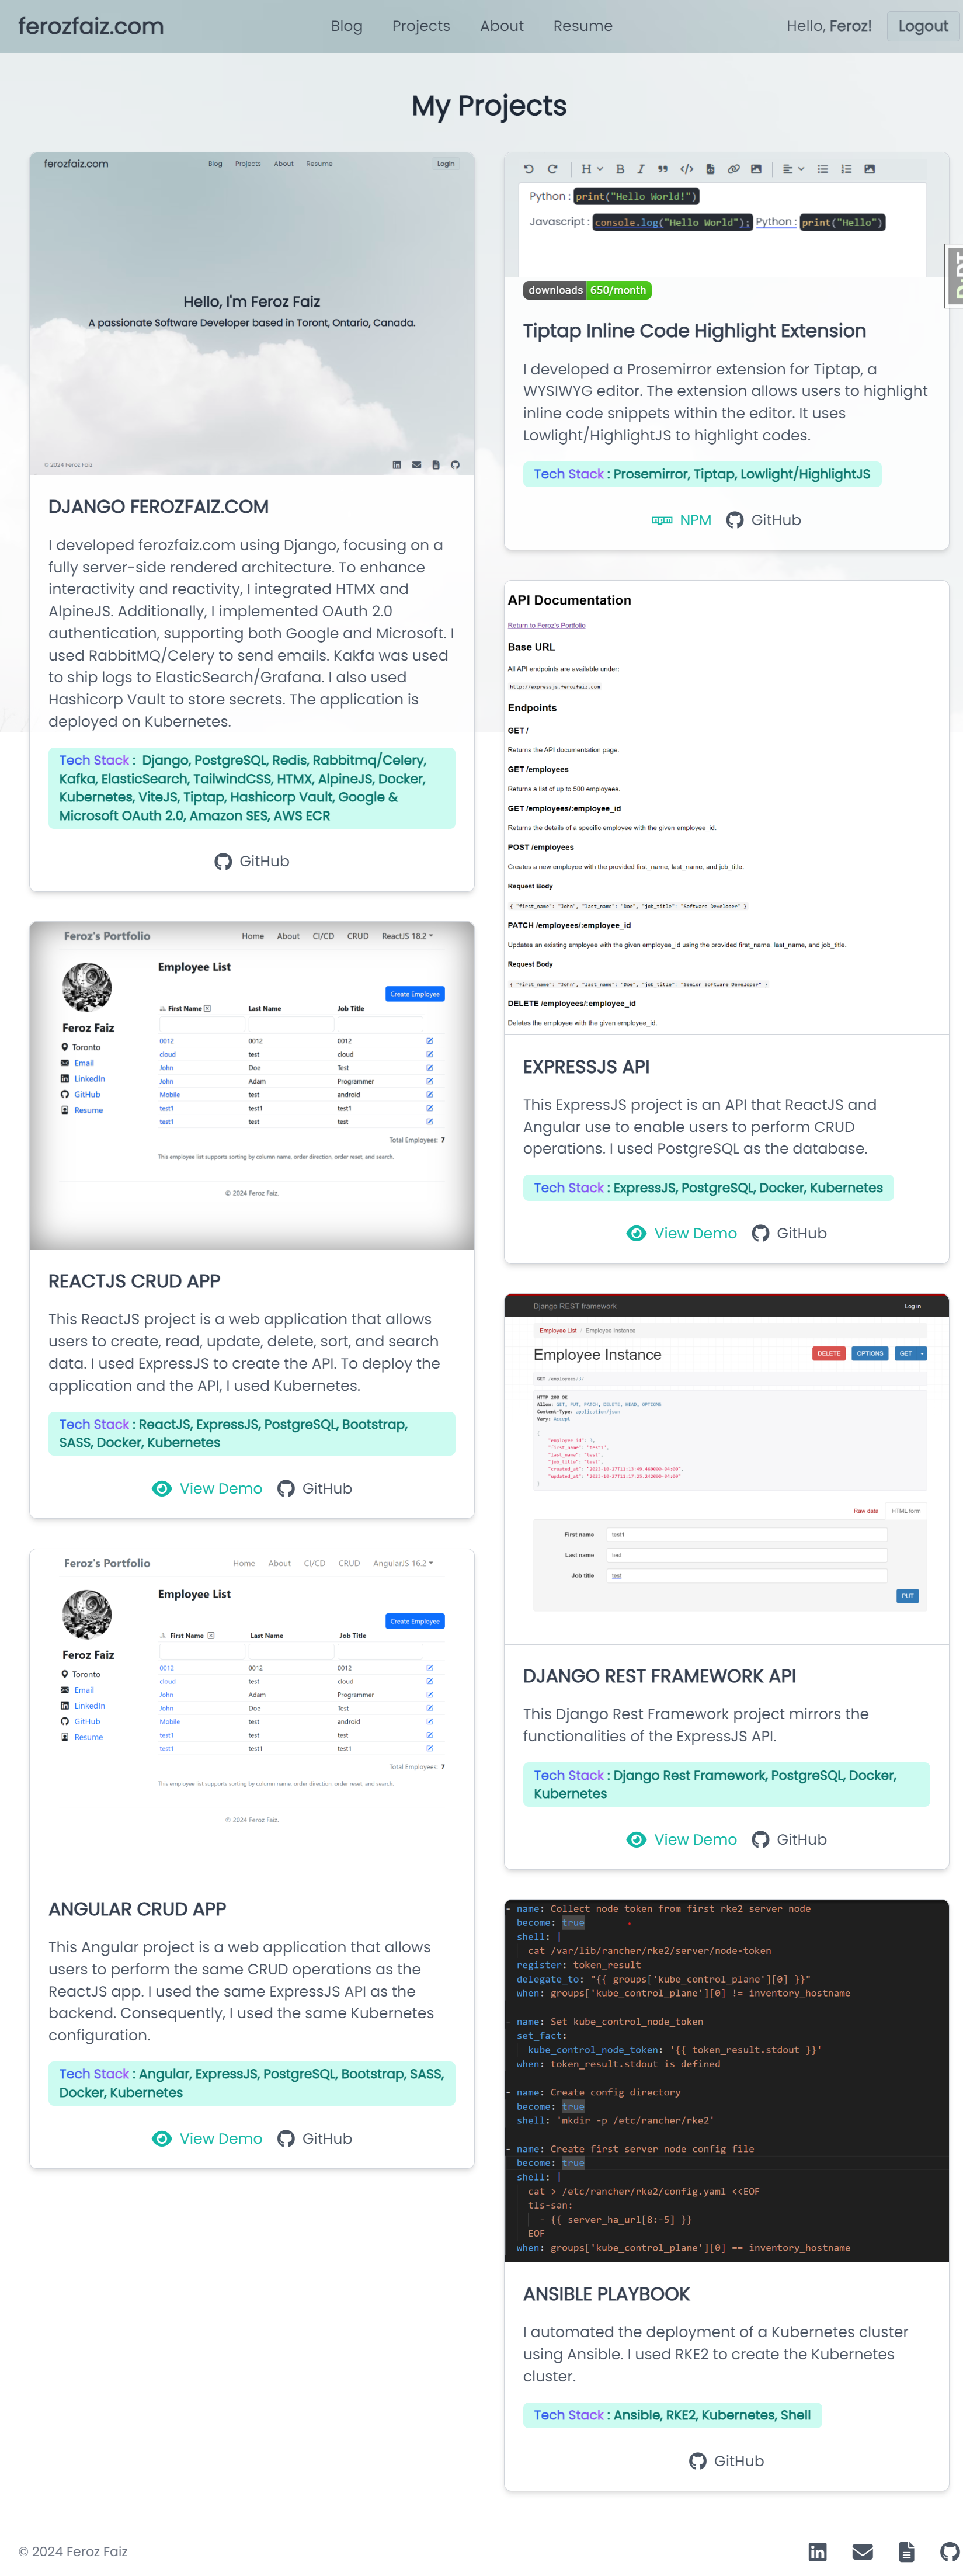 ferozfaiz.com
Blog Projects About Resume
Hello, Feroz! Logout
My Projects
ferozfaiz.com Blog Projects About Resume Login
Hello, I'm Feroz Faiz
A passionate Software Developer based in Toront, Ontario, Canada.
© 2024 Feroz Faiz
DJANGO FEROZFAIZ.COM
I developed ferozfaiz.com using Django, focusing on a
fully server-side rendered architecture. To enhance
interactivity and reactivity, I integrated HTMX and
AlpineJS. Additionally, I implemented OAuth 2.0
authentication, supporting both Google and Microsoft. I
used RabbitMQ/Celery to send emails. Kakfa was used
to ship logs to ElasticSearch/Grafana. I also used
Hashicorp Vault to store secrets. The application is
deployed on Kubernetes.
Tech Stack : Django, PostgreSQL, Redis, Rabbitmq/Celery,
Kafka, ElasticSearch, TailwindCSS, HTMX, AlpineJS, Docker,
Kubernetes, ViteJS, Tiptap, Hashicorp Vault, Google &
Microsoft OAuth 2.0, Amazon SES, AWS ECR
GitHub
Feroz's Portfolio Home About CI/CD CRUD ReactJS 18.2
Employee List
Create Employee
Feroz Faiz
Toronto
Email
LinkedIn
GitHub
Resume
First Name Last Name Job Title
0012 0012 0012
cloud test cloud
John Doe Test
John Adam Programmer
Mobile test android
test1 test1 test
test1 test test
Total Employees: 7
This employee list supports sorting by column name, order direction, order reset, and search.
© 2024 Feroz Faiz.
REACTJS CRUD APP
This ReactJS project is a web application that allows
users to create, read, update, delete, sort, and search
data. I used ExpressJS to create the API. To deploy the
application and the API, I used Kubernetes.
Tech Stack : ReactJS, ExpressJS, PostgreSQL, Bootstrap,
SASS, Docker, Kubernetes
View Demo GitHub
Feroz's Portfolio Home About CI/CD CRUD AngularJS 16.2
Employee List
Create Employee
Feroz Faiz
Toronto
Email
LinkedIn
GitHub
Resume
First Name Last Name Job Title
0012 0012 0012
cloud test cloud
John Adam Programmer
John Doe Test
Mobile test android
test1 test test
test1 test1 test
Total Employees: 7
This employee list supports sorting by column name, order direction, order reset, and search.
© 2024 Feroz Faiz.
ANGULAR CRUD APP
This Angular project is a web application that allows
users to perform the same CRUD operations as the
ReactJS app. I used the same ExpressJS API as the
backend. Consequently, I used the same Kubernetes
configuration.
Tech Stack : Angular, ExpressJS, PostgreSQL, Bootstrap, SASS,
Docker, Kubernetes
View Demo GitHub
Python : print("Hello World!")
Javascript : console.log("Hello World"); Python : print("Hello")
downloads 650/month
Tiptap Inline Code Highlight Extension
I developed a Prosemirror extension for Tiptap, a
WYSIWYG editor. The extension allows users to highlight
inline code snippets within the editor. It uses
Lowlight/HighlightJS to highlight codes.
Tech Stack : Prosemirror, Tiptap, Lowlight/HighlightJS
NPM GitHub
API Documentation
Return to Feroz's Portfolio
Base URL
All API endpoints are available under:
http://expressjs.ferozfaiz.com
Endpoints
GET /
Returns the API documentation page.
GET /employees
Returns a list of up to 500 employees.
GET /employees/:employee_id
Returns the details of a specific employee with the given employee_id.
POST /employees
Creates a new employee with the provided first_name, last_name, and job_title.
Request Body
{ "first_name": "John", "last_name": "Doe", "job_title": "Software Developer" }
PATCH /employees/:employee_id
Updates an existing employee with the given employee_id using the provided first_name, last_name, and job_title.
Request Body
{ "first_name": "John", "last_name": "Doe", "job_title": "Senior Software Developer" }
DELETE /employees/:employee_id
Deletes the employee with the given employee_id.
EXPRESSJS API
This ExpressJS project is an API that ReactJS and
Angular use to enable users to perform CRUD
operations. I used PostgreSQL as the database.
Tech Stack : ExpressJS, PostgreSQL, Docker, Kubernetes
View Demo GitHub
Django REST framework Log in
Employee List / Employee Instance
Employee Instance
DELETE OPTIONS GET
GET /employees/1/
HTTP 200 OK
Allow: GET, PUT, PATCH, DELETE, HEAD, OPTIONS
Content-Type: application/json
Vary: Accept
{
"employee_id": 1,
"first_name": "test1",
"last_name": "test",
"job_title": "test",
}
Raw data HTML form
First name test1
Last name test
Job title test
PUT
DJANGO REST FRAMEWORK API
This Django Rest Framework project mirrors the
functionalities of the ExpressJS API.
Tech Stack : Django Rest Framework, PostgreSQL, Docker,
Kubernetes
View Demo GitHub
- name: Collect node token from first rke2 server node
become: true
shell: |
cat /var/lib/rancher/rke2/server/node-token
register: token_result
delegate_to: "{{ groups['kube_control_plane'][0] }}"
when: groups['kube_control_plane'][0] != inventory_hostname
- name: Set kube_control_node_token
set_fact:
kube_control_node_token: '{{ token_result.stdout }}'
when: token_result.stdout is defined
- name: Create config directory
become: true
shell: 'mkdir -p /etc/rancher/rke2'
- name: Create first server node config file
become: true
shell: |
cat > /etc/rancher/rke2/config.yaml <<EOF
tls-san:
- {{ server_ha_url[8:-5] }}
EOF
when: groups['kube_control_plane'][0] == inventory_hostname
ANSIBLE PLAYBOOK
I automated the deployment of a Kubernetes cluster
using Ansible. I used RKE2 to create the Kubernetes
cluster.
Tech Stack : Ansible, RKE2, Kubernetes, Shell
GitHub
© 2024 Feroz Faiz